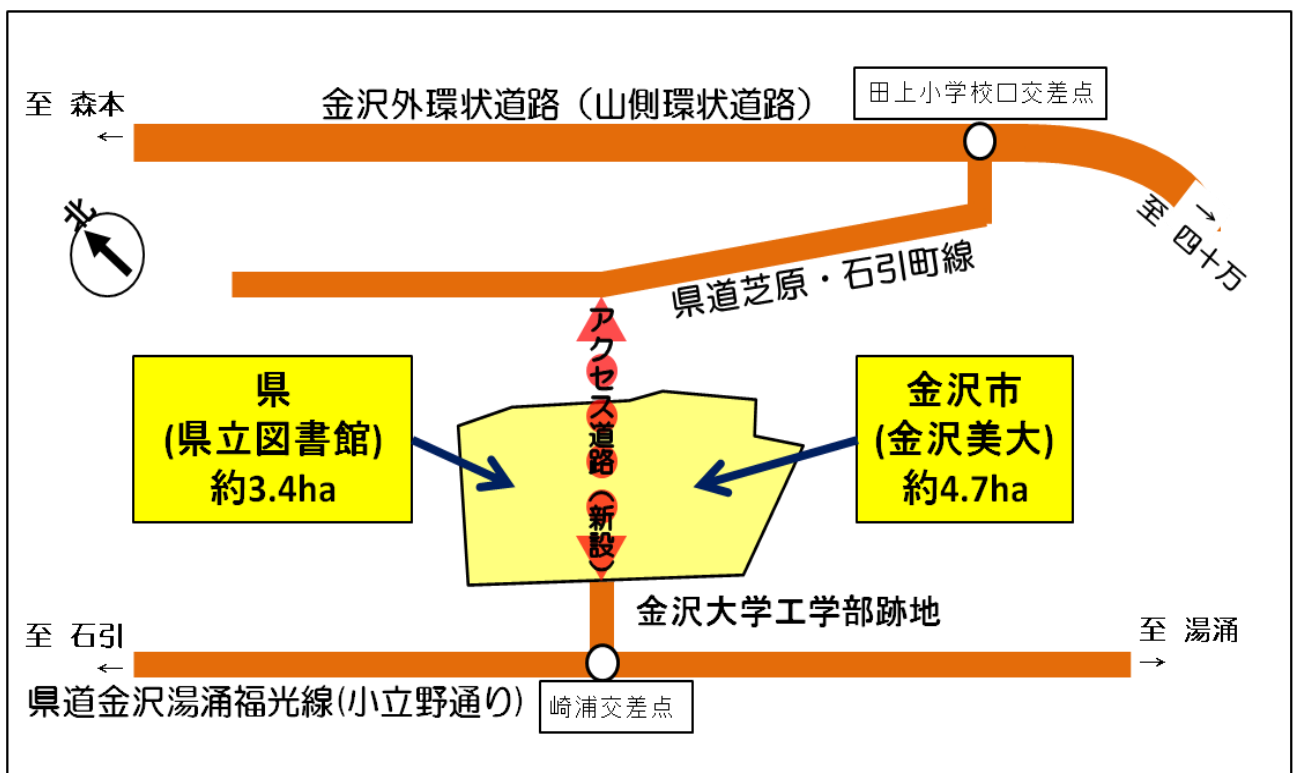 田上小学校口交差点
至 森本
←
金沢外環状道路（山側環状道路）
北
→
至 四十万
県道芝原・石引町線
アクセス道路（新設）
県
(県立図書館)
約3.4ha
金沢市
(金沢美大)
約4.7ha
金沢大学工学部跡地
至 石引
←
至 湯涌
→
県道金沢湯涌福光線(小立野通り)
崎浦交差点